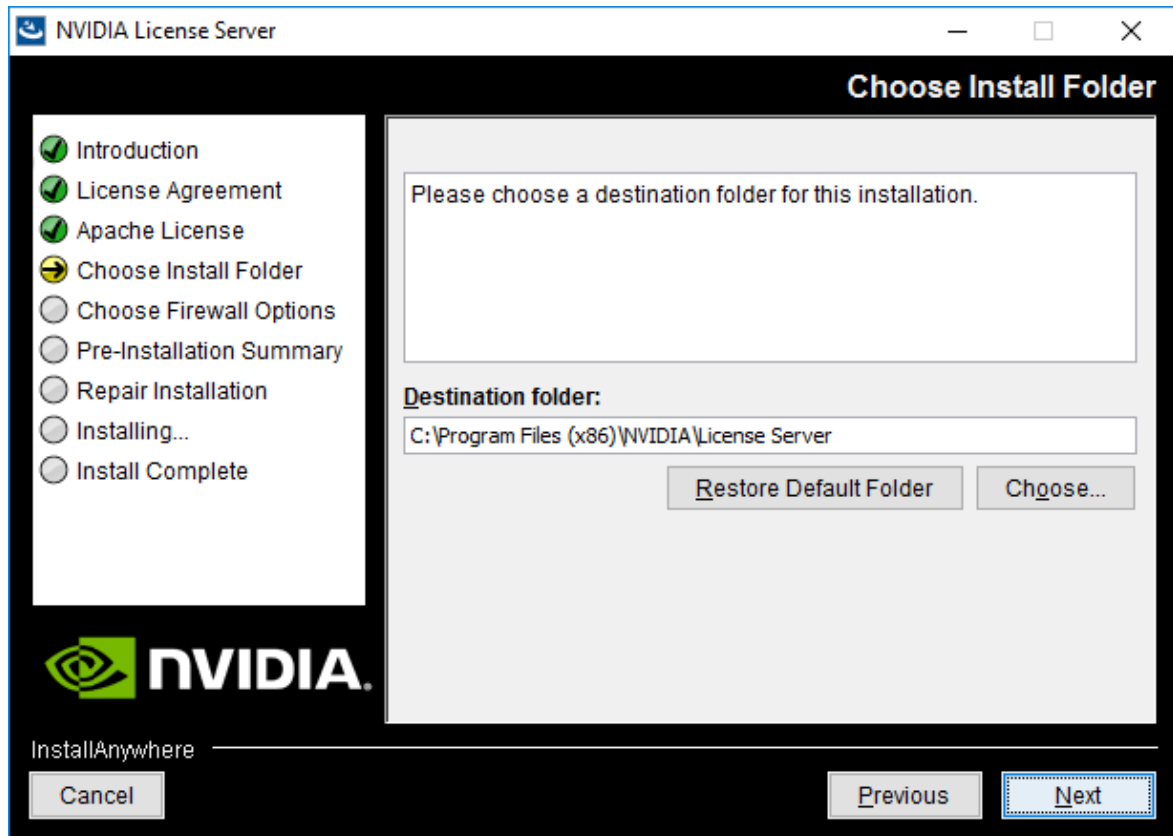 NVIDIA License Server
Choose Install Folder
Introduction
License Agreement
Apache License
Choose Install Folder
Choose Firewall Options
Pre-Installation Summary
Repair Installation
Installing...
Install Complete
Please choose a destination folder for this installation.
Destination folder:
C:\Program Files (x86)\NVIDIA\License Server
Restore Default Folder
Choose...
NVIDIA.
InstallAnywhere
Cancel
Previous
Next